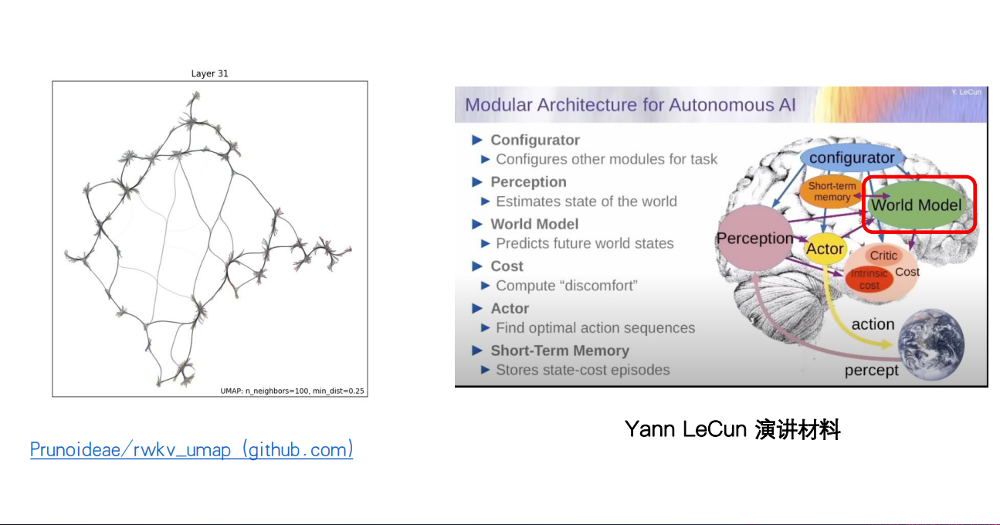 Layer 31
UMAP: n_neighbors=100, min_dist=0.25
Prunoideae/rwkv_umap (github.com)
Y. LeCun
Modular Architecture for Autonomous AI
Configurator
Configures other modules for task
Perception
Estimates state of the world
World Model
Predicts future world states
Cost
Compute “discomfort”
Actor
Find optimal action sequences
Short-Term Memory
Stores state-cost episodes
configurator
Short-term
memory
World Model
Perception
Actor
Critic
Intrinsic
cost
Cost
action
percept
Yann LeCun 演讲材料